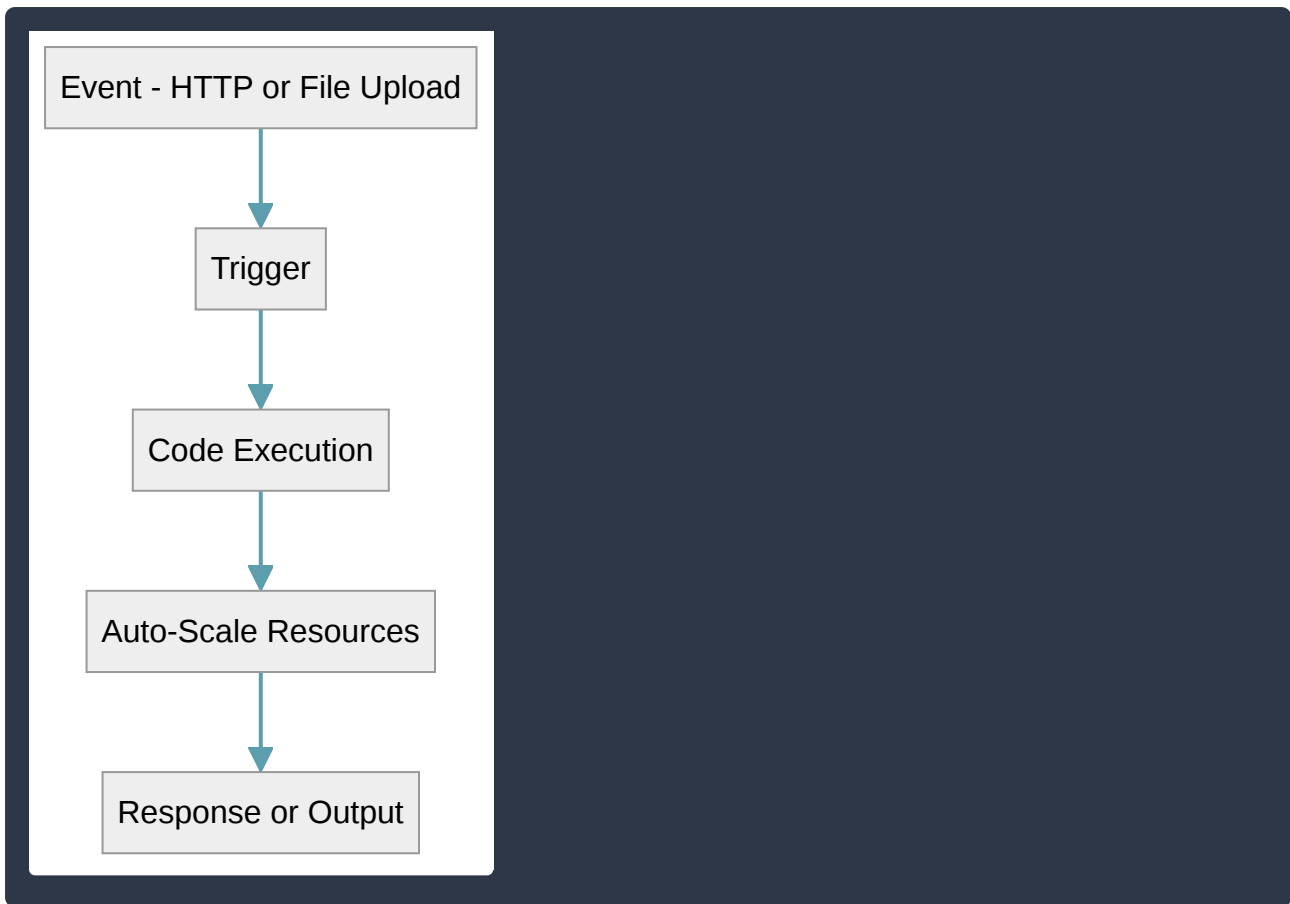 Event - HTTP or File Upload
Trigger
Code Execution
Auto-Scale Resources
Response or Output